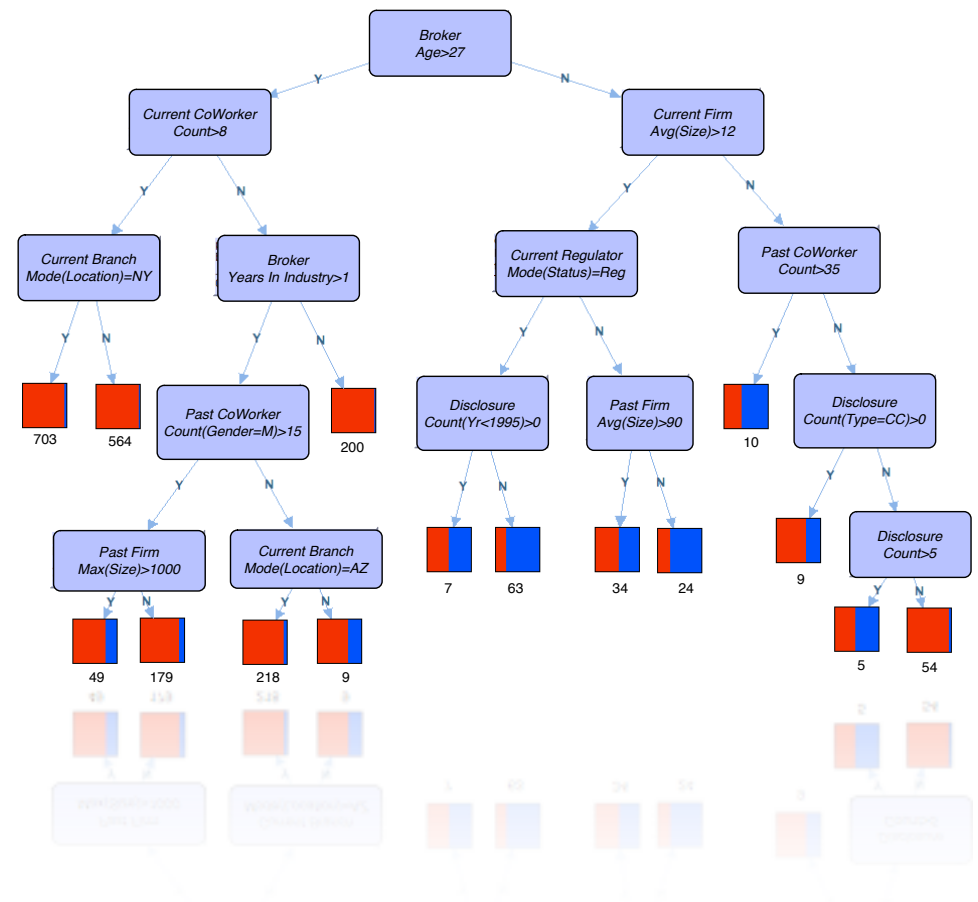 Broker
Age>27
Y
N
Current CoWorker
Count>8
Current Firm
Avg(Size)>12
Y
N
Y
N
Current Branch
Mode(Location)=NY
Broker
Years In Industry>1
Current Regulator
Mode(Status)=Reg
Past CoWorker
Count>35
Y
N
Y
N
Y
N
Y
N
703
564
Past CoWorker
Count(Gender=M)>15
200
Disclosure
Count(Yr<1995)>0
Past Firm
Avg(Size)>90
10
Disclosure
Count(Type=CC)>0
Y
N
Y
N
Y
N
Y
N
Past Firm
Max(Size)>1000
Current Branch
Mode(Location)=AZ
7
63
34
24
9
Disclosure
Count>5
Y
N
Y
N
Y
N
49
179
218
9
5
54